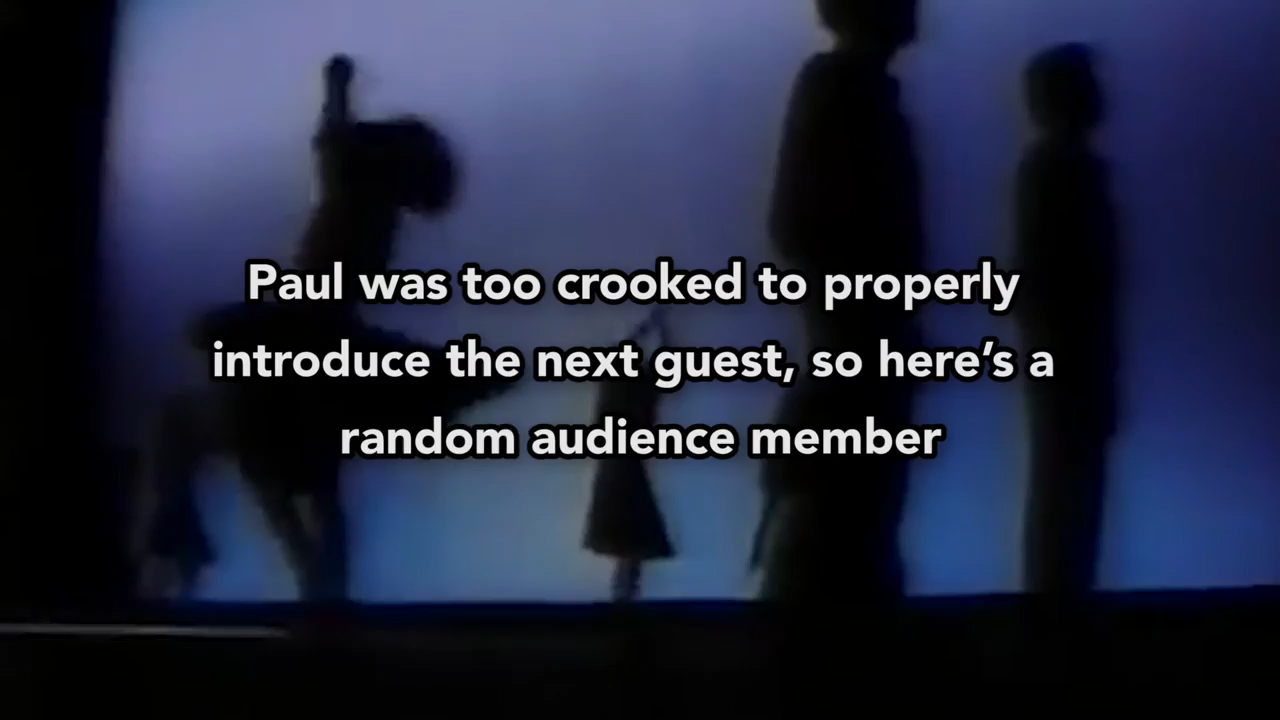 Paul was too crooked to properly
introduce the next guest, so here’s a
random audience member